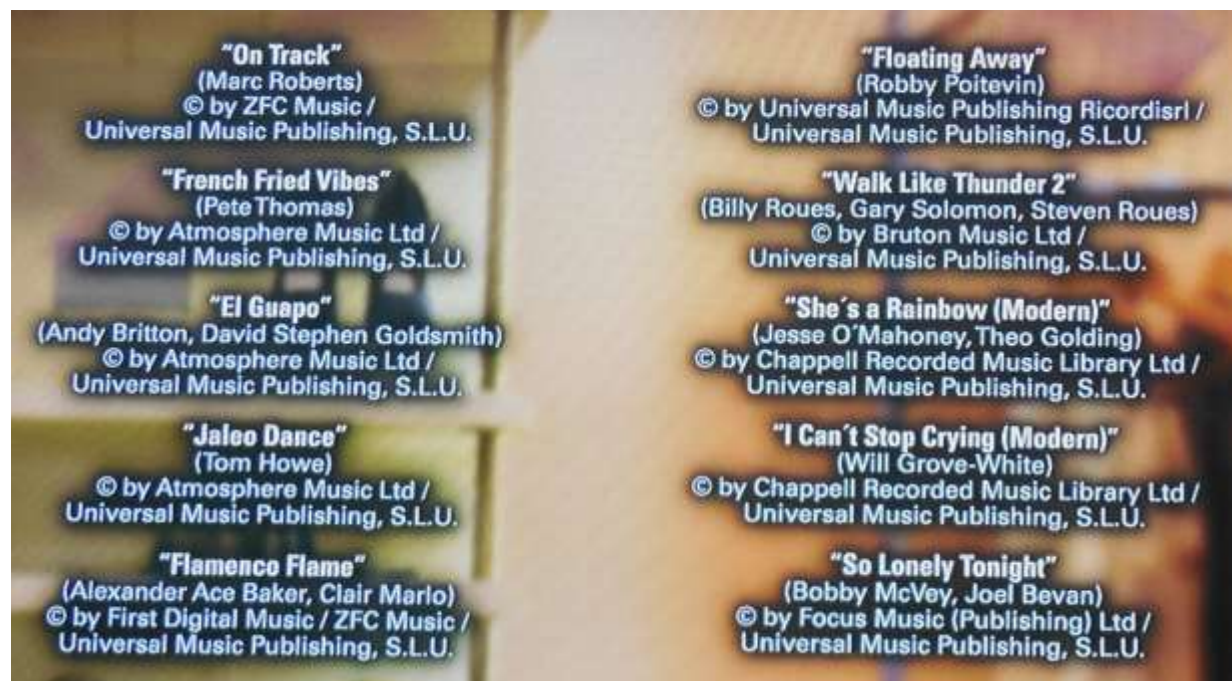 "On Track"
(Marc Roberts)
© by ZFC Music /
Universal Music Publishing, S.L.U.
"French Fried Vibes"
(Pete Thomas)
© by Atmosphere Music Ltd /
Universal Music Publishing, S.L.U.
"El Guapo"
(Andy Britton, David Stephen Goldsmith)
© by Atmosphere Music Ltd /
Universal Music Publishing, S.L.U.
"Jaleo Dance"
(Tom Howe)
© by Atmosphere Music Ltd /
Universal Music Publishing, S.L.U.
"Flamenco Flame"
(Alexander Ace Baker, Clair Marlo)
© by First Digital Music / ZFC Music /
Universal Music Publishing, S.L.U.
"Floating Away"
(Robby Poitevin)
© by Universal Music Publishing Ricordisrl /
Universal Music Publishing, S.L.U.
"Walk Like Thunder 2"
(Billy Roues, Gary Solomon, Steven Roues)
© by Bruton Music Ltd /
Universal Music Publishing, S.L.U.
"She´s a Rainbow (Modern)"
(Jesse O´Mahoney, Theo Golding)
© by Chappell Recorded Music Library Ltd /
Universal Music Publishing, S.L.U.
"I Can´t Stop Crying (Modern)"
(Will Grove-White)
© by Chappell Recorded Music Library Ltd /
Universal Music Publishing, S.L.U.
"So Lonely Tonight"
(Bobby McVey, Joel Bevan)
© by Focus Music (Publishing) Ltd /
Universal Music Publishing, S.L.U.